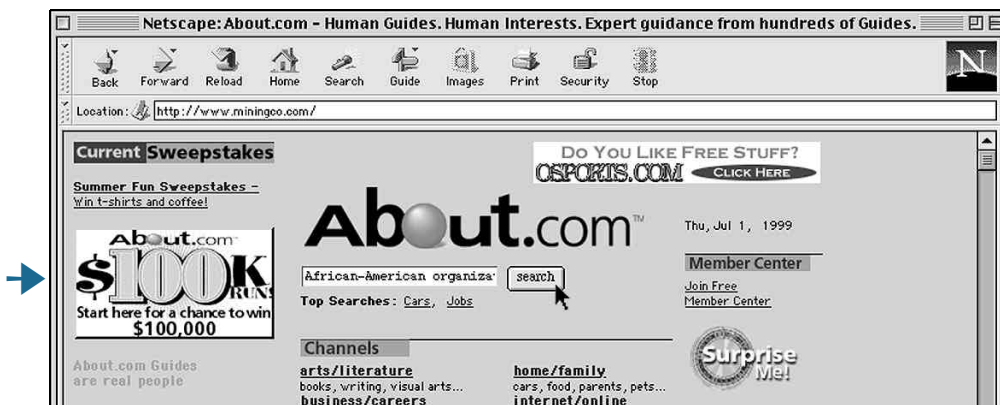 Netscape: About.com – Human Guides. Human Interests. Expert guidance from hundreds of Guides.
Back Forward Reload Home Search Guide Images Print Security Stop
N
Location: http://www.miningco.com/
Current Sweepstakes
Summer Fun Sweepstakes –
Win t-shirts and coffee!
About.com
$100K
RUN!
Start here for a chance to win
$100,000
About.com Guides
are real people
DO YOU LIKE FREE STUFF?
OSPORTS.COM CLICK HERE
About.com™
African-American organiza
search
Top Searches: Cars, Jobs
Channels
arts/literature
books, writing, visual arts...
business/careers
home/family
cars, food, parents, pets...
internet/online
Thu, Jul 1, 1999
Member Center
Join Free
Member Center
Surprise
Me!